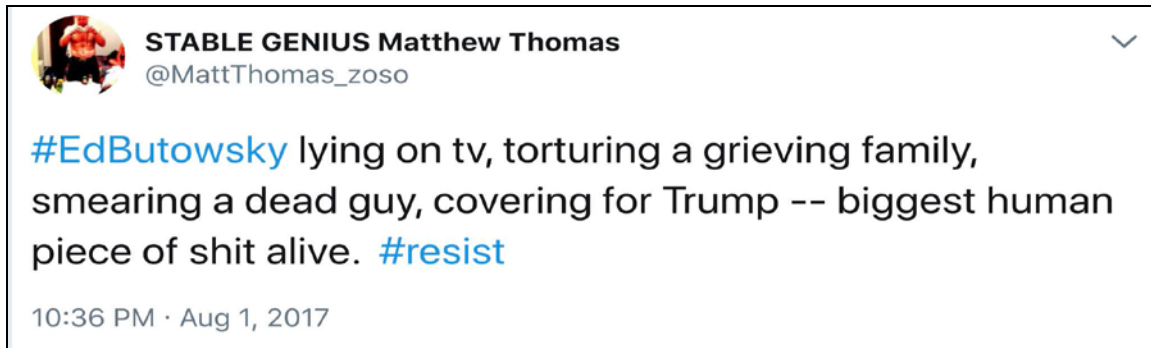 STABLE GENIUS Matthew Thomas
@MattThomas_zoso
#EdButowsky lying on tv, torturing a grieving family,
smearing a dead guy, covering for Trump -- biggest human
piece of shit alive. #resist
10:36 PM · Aug 1, 2017